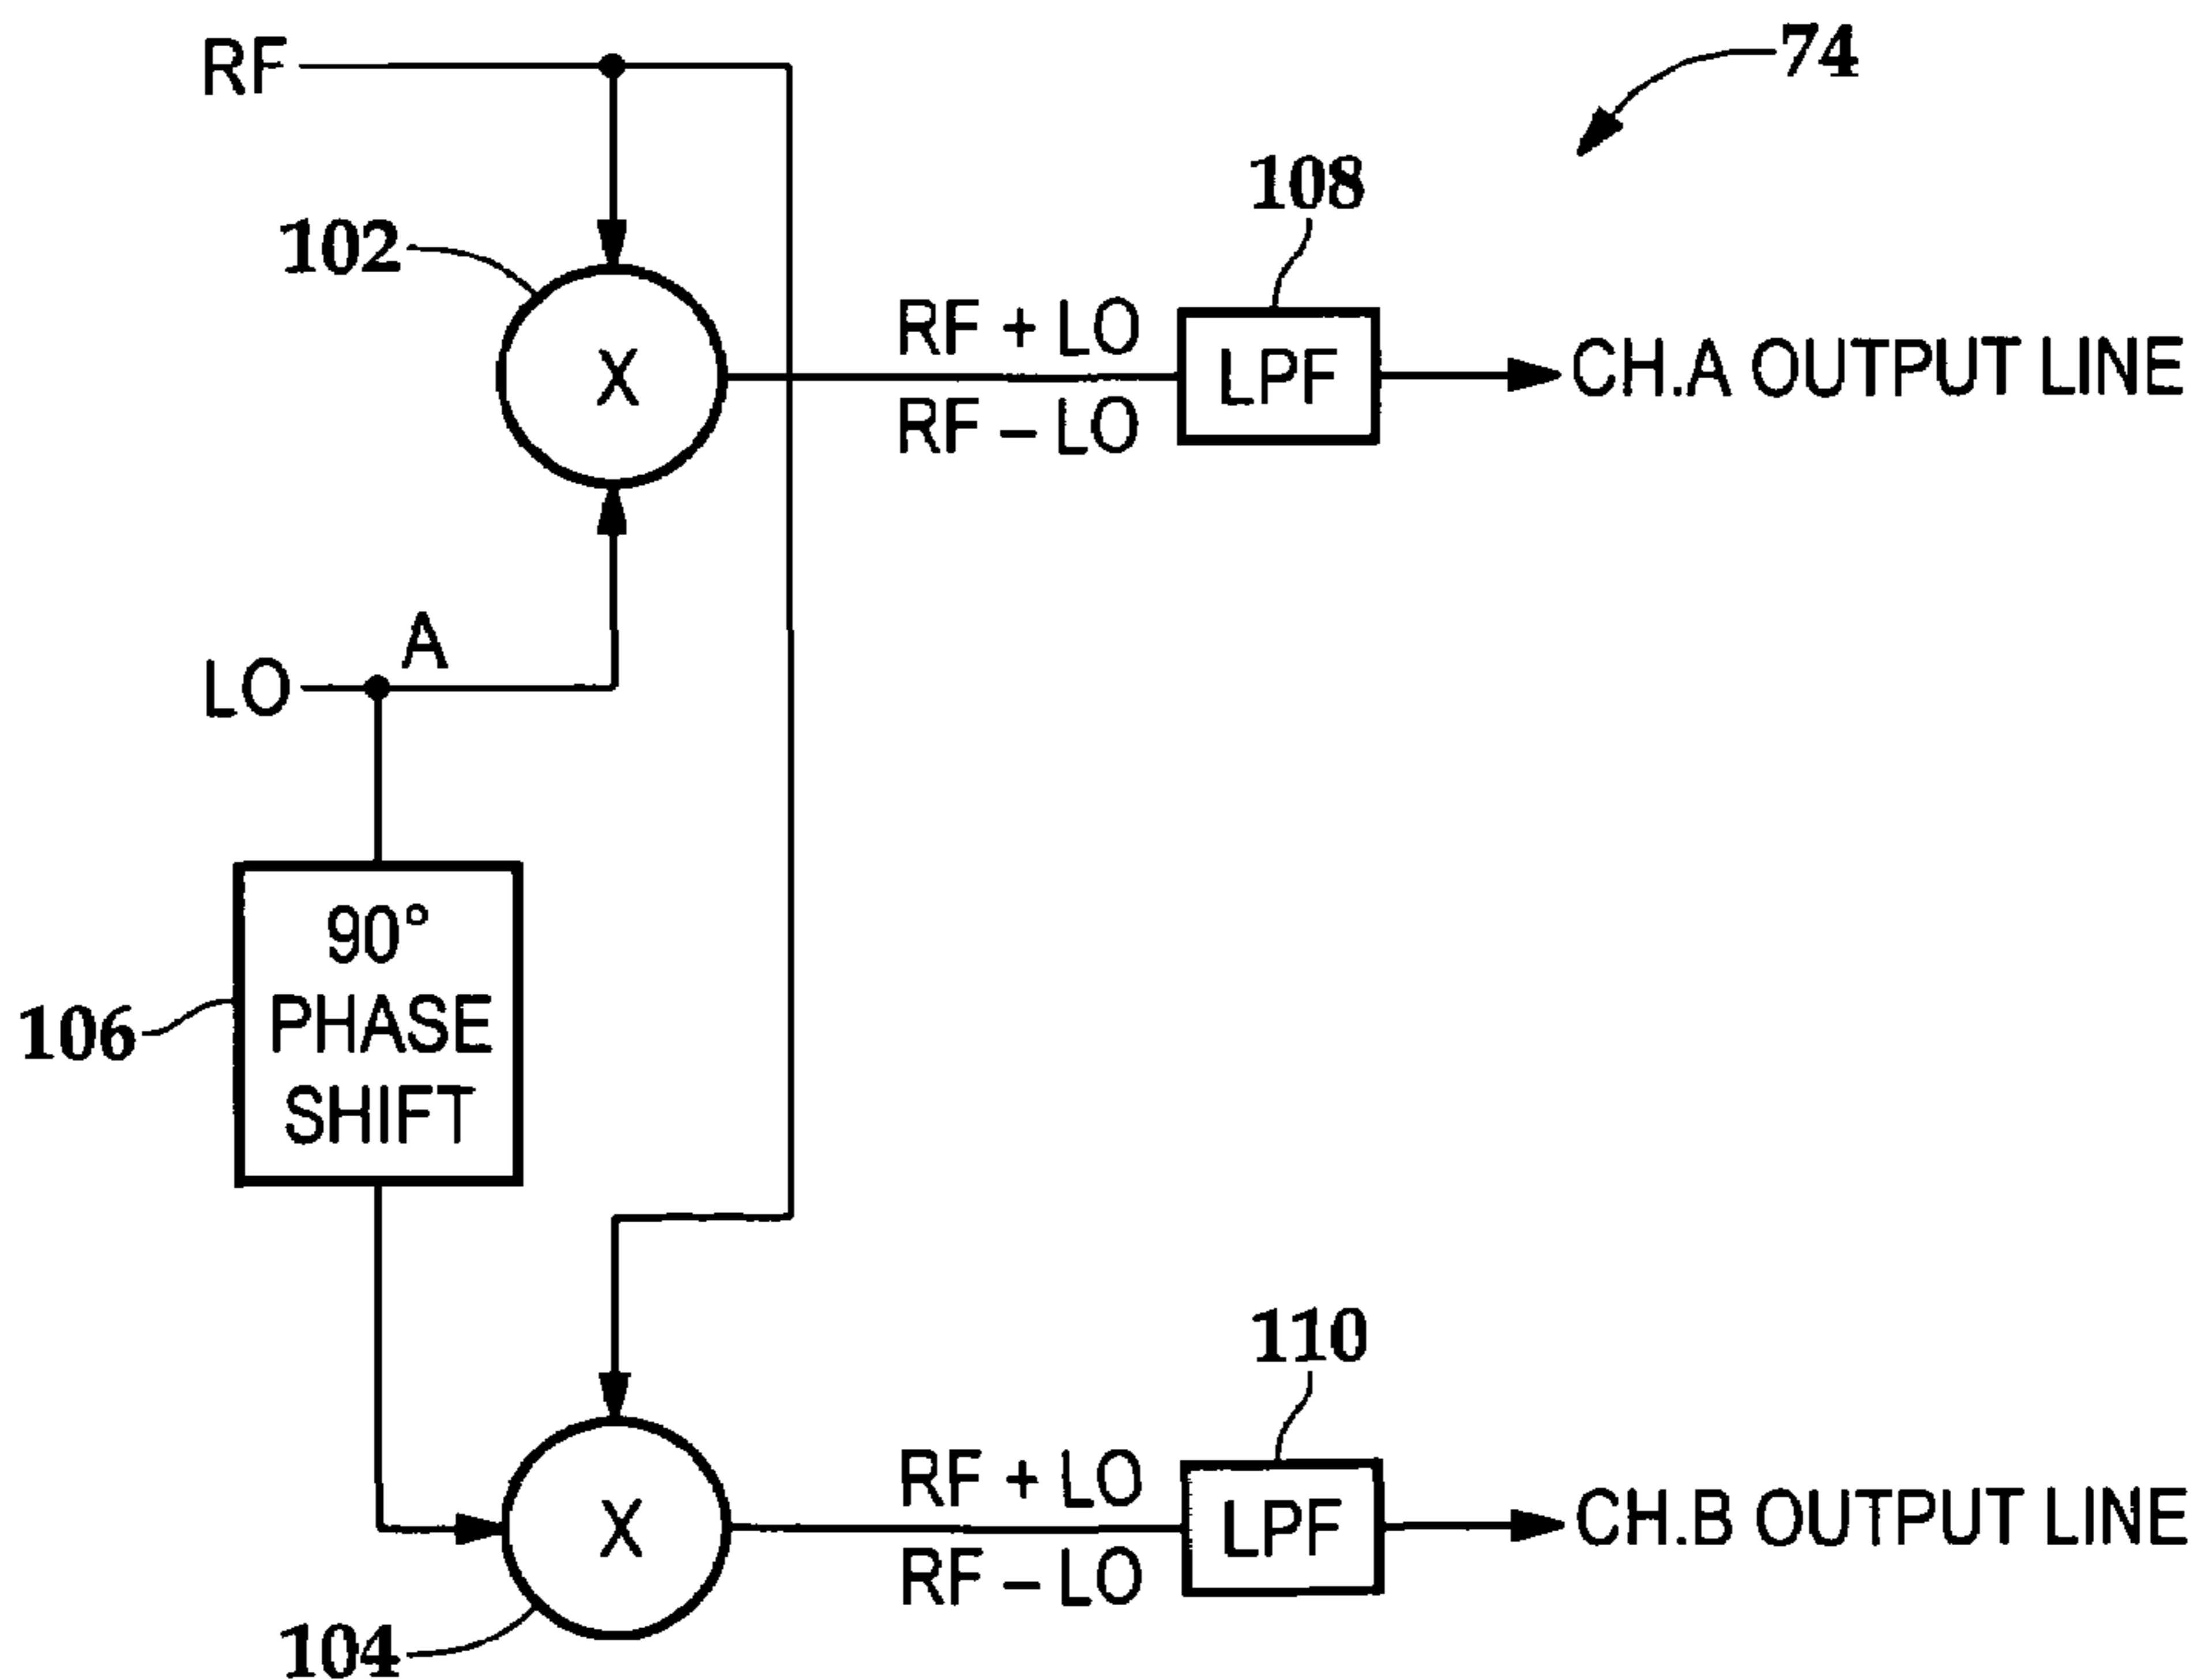 RF
74
108
102
RF + LO
X
LPF
CH.A OUTPUT LINE
RF – LO
A
LO
90°
PHASE
SHIFT
106
110
RF + LO
X
LPF
CH.B OUTPUT LINE
RF – LO
104